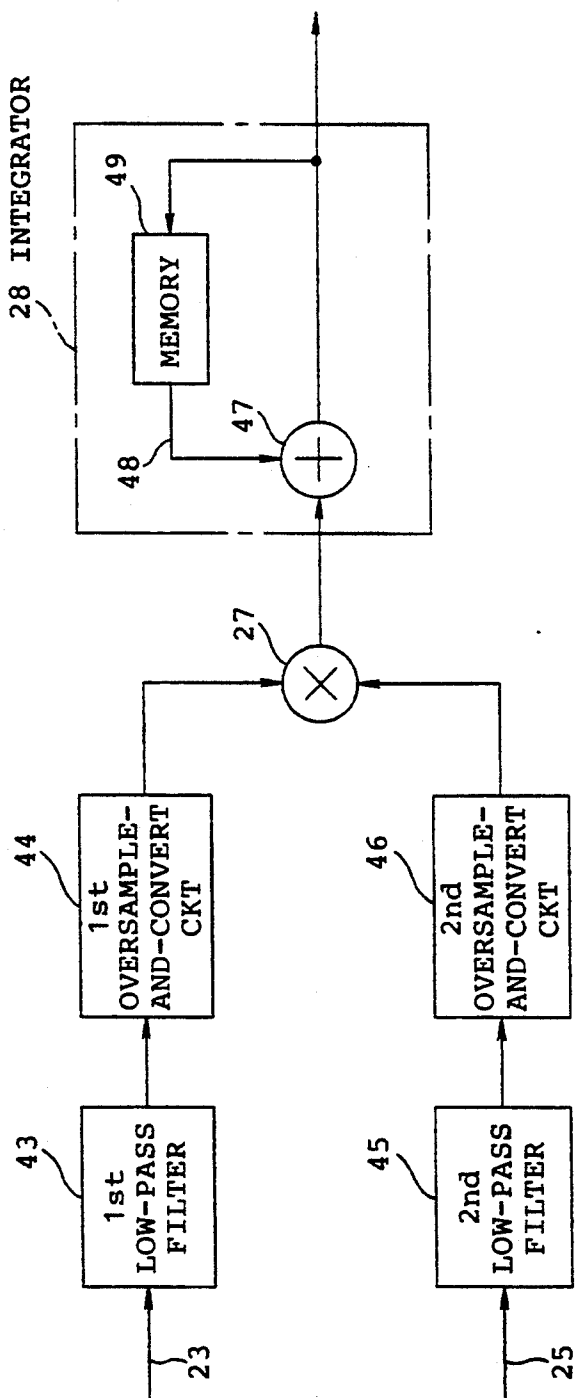 23
43
1st
LOW-PASS
FILTER
44
1st
OVERSAMPLE-
AND-CONVERT
CKT
25
45
2nd
LOW-PASS
FILTER
46
2nd
OVERSAMPLE-
AND-CONVERT
CKT
27
28 INTEGRATOR
47
48
49
MEMORY